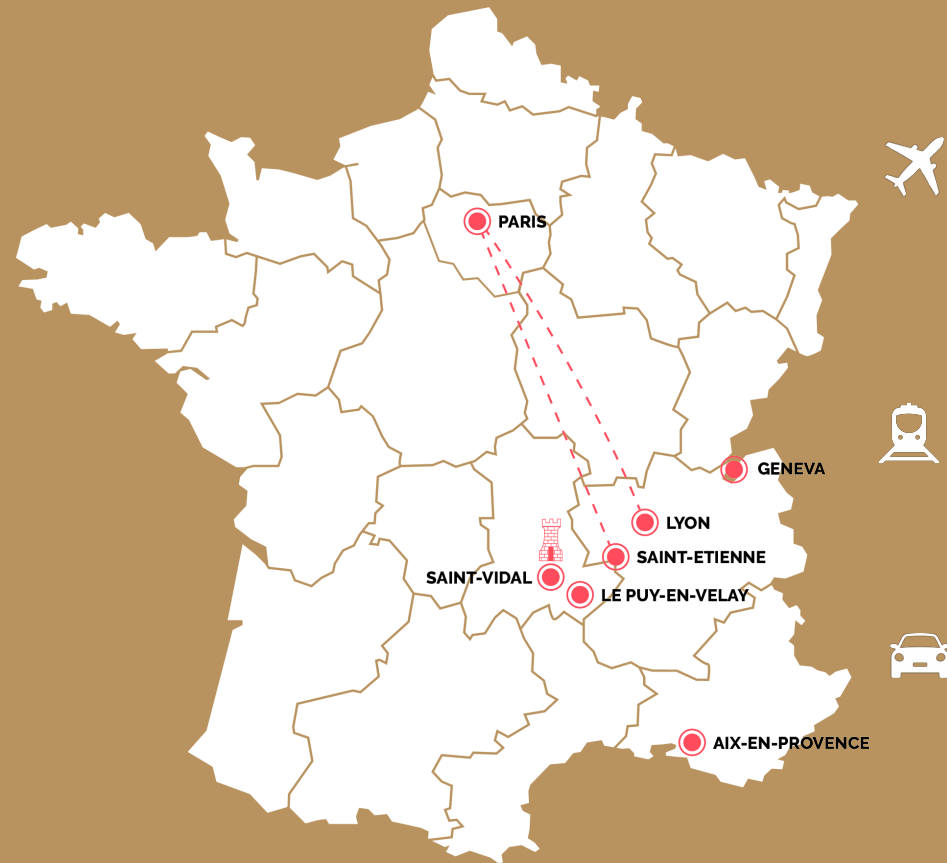 PARIS
GENEVA
LYON
SAINT-ETIENNE
SAINT-VIDAL
LE PUY-EN-VELAY
AIX-EN-PROVENCE